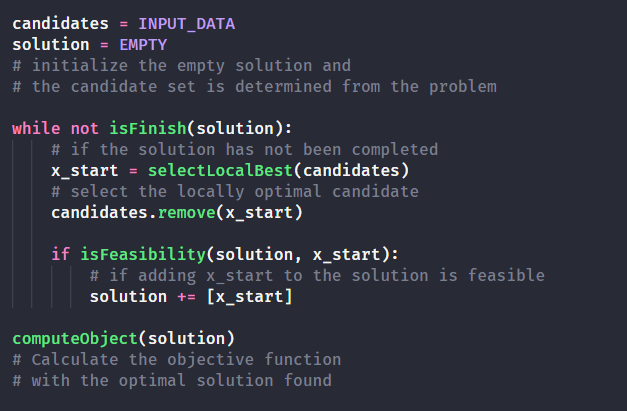 candidates = INPUT_DATA
solution = EMPTY
# initialize the empty solution and
# the candidate set is determined from the problem
while not isFinish(solution):
# if the solution has not been completed
x_start = selectLocalBest(candidates)
# select the locally optimal candidate
candidates.remove(x_start)
if isFeasibility(solution, x_start):
# if adding x_start to the solution is feasible
solution += [x_start]
computeObject(solution)
# Calculate the objective function
# with the optimal solution found